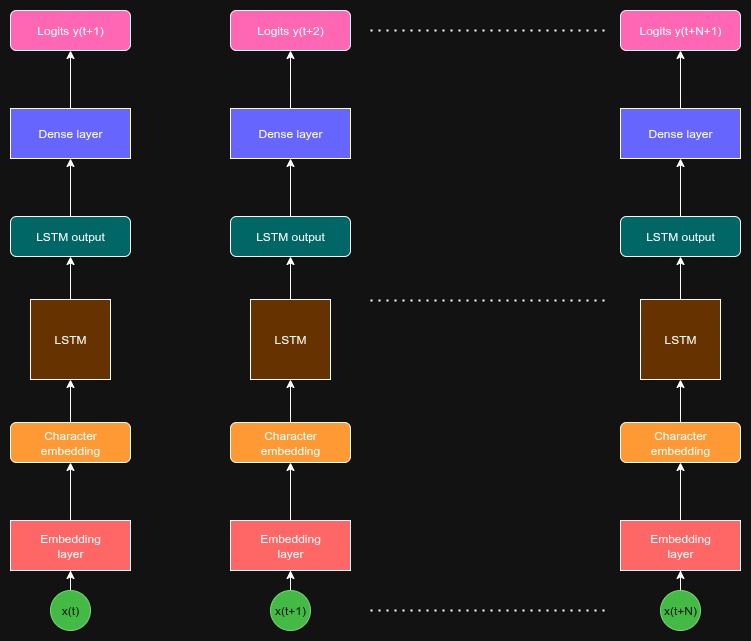 Logits y(t+1)
Logits y(t+2)
Logits y(t+N+1)
Dense layer
Dense layer
Dense layer
LSTM output
LSTM output
LSTM output
LSTM
LSTM
LSTM
Character
embedding
Character
embedding
Character
embedding
Embedding
layer
Embedding
layer
Embedding
layer
x(t)
x(t+1)
x(t+N)